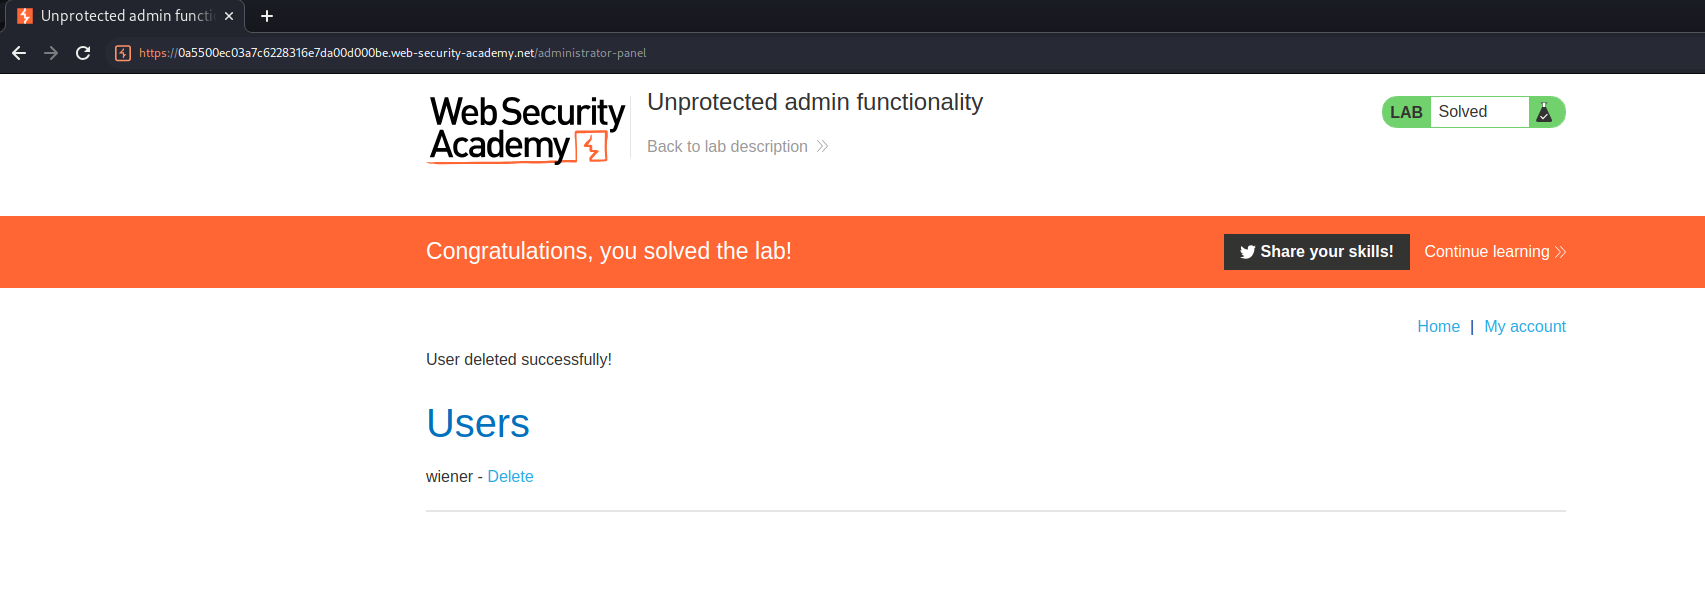 Unprotected admin functi
https://0a5500ec03a7c6228316e7da00d000be.web-security-academy.net/administrator-panel
Web Security
Academy
Unprotected admin functionality
Back to lab description
LAB Solved
Congratulations, you solved the lab!
Share your skills!
Continue learning
Home | My account
User deleted successfully!
Users
wiener - Delete